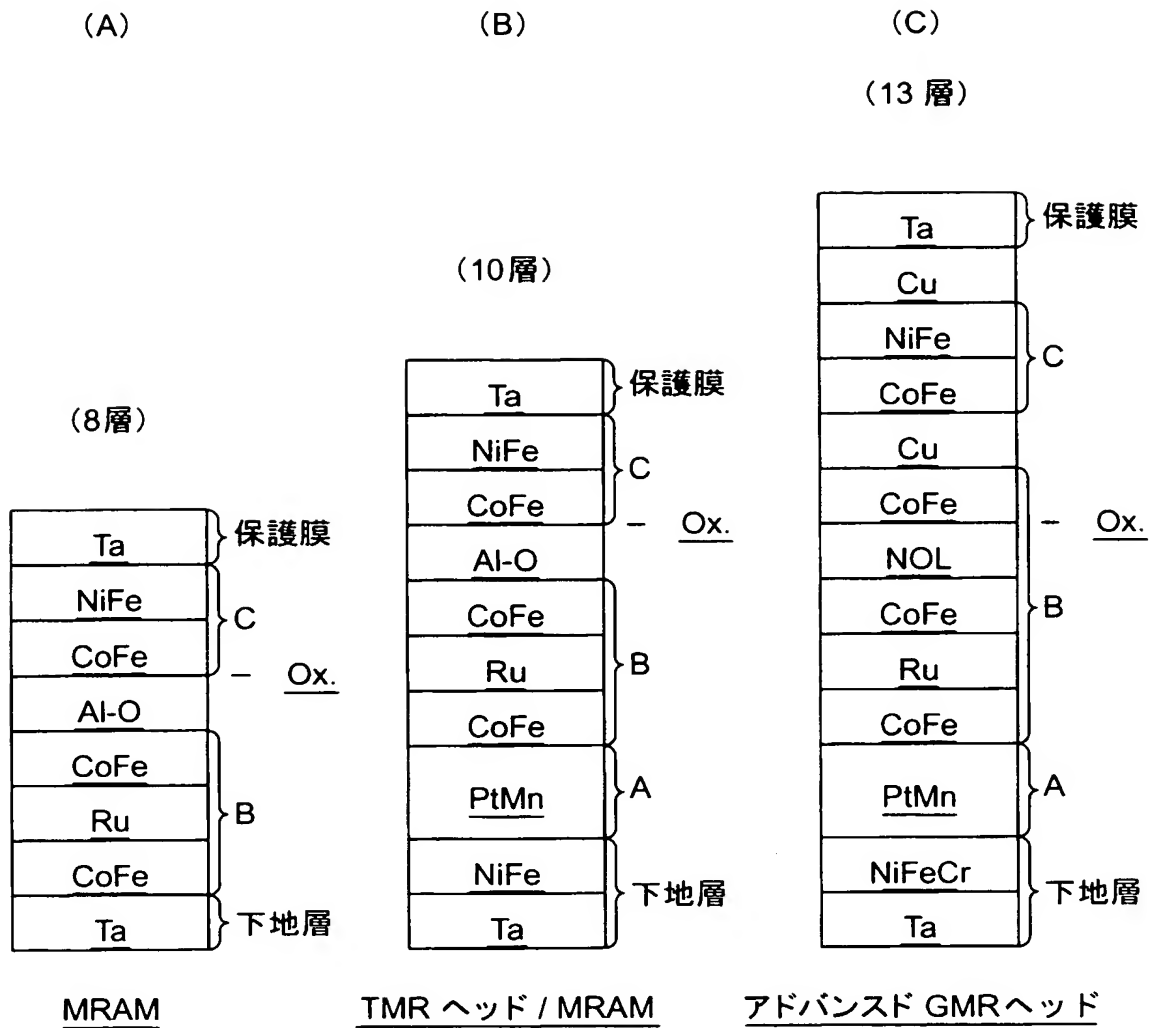 (A)
(B)
(C)
(8層)
Ta
保護膜
NiFe
CoFe
C
Ox.
Al-O
CoFe
Ru
CoFe
B
Ta
下地層
MRAM
(10層)
Ta
保護膜
NiFe
CoFe
C
Ox.
Al-O
CoFe
Ru
CoFe
B
PtMn
A
NiFe
Ta
下地層
TMR ヘッド / MRAM
(13 層)
Ta
保護膜
Cu
NiFe
CoFe
C
Cu
CoFe
Ox.
NOL
CoFe
Ru
CoFe
B
PtMn
A
NiFeCr
Ta
下地層
アドバンスド GMRヘッド